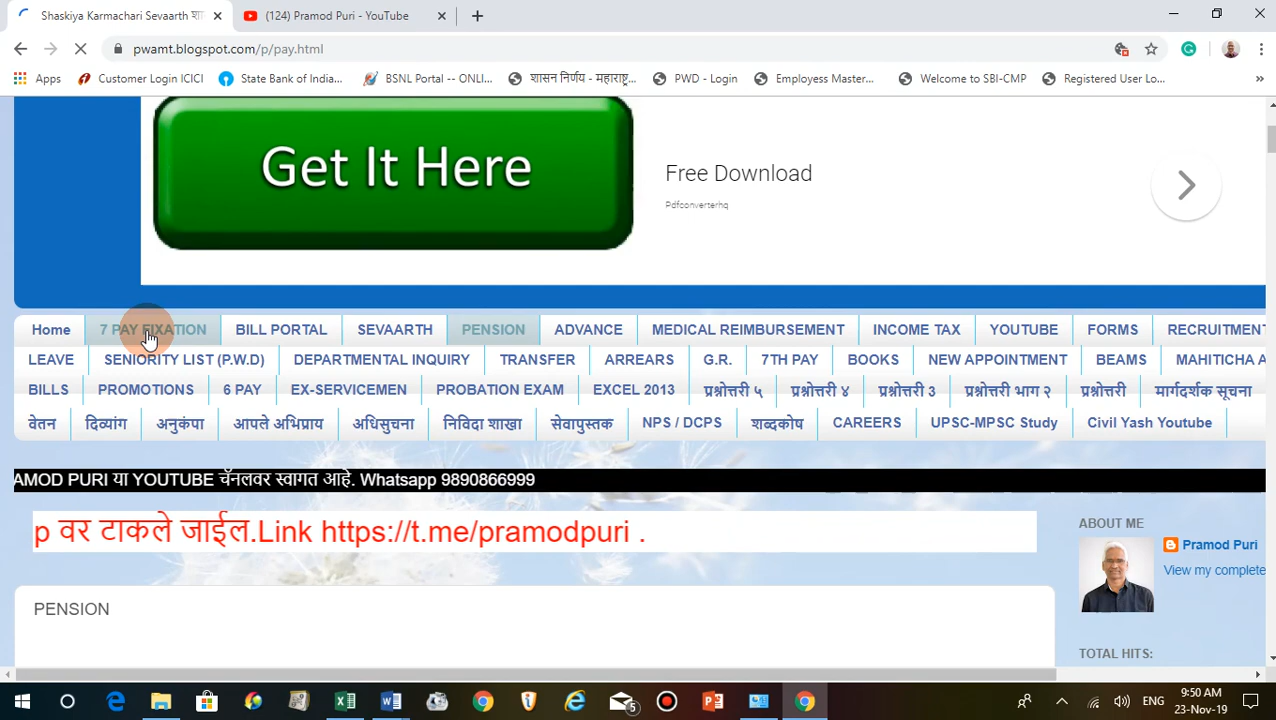 Shaskiya Karmachari Sevaarth शा
(124) Pramod Puri - YouTube
pwamt.blogspot.com/p/pay.html
Apps
Customer Login ICICI
State Bank of India...
BSNL Portal -- ONLI...
शासन निर्णय - महाराष्ट्र...
PWD - Login
Employess Master...
Welcome to SBI-CMP
Registered User Lo...
»
Get It Here
Free Download
Pdfconverterhq
Home 7 PAY FIXATION BILL PORTAL SEVAARTH PENSION ADVANCE MEDICAL REIMBURSEMENT INCOME TAX YOUTUBE FORMS RECRUITMENT
LEAVE SENIORITY LIST (P.W.D) DEPARTMENTAL INQUIRY TRANSFER ARREARS G.R. 7TH PAY BOOKS NEW APPOINTMENT BEAMS MAHITICHA A
BILLS PROMOTIONS 6 PAY EX-SERVICEMEN PROBATION EXAM EXCEL 2013 प्रश्नोत्तरी ५ प्रश्नोत्तरी ४ प्रश्नोत्तरी ३ प्रश्नोत्तरी भाग २ प्रश्नोत्तरी मार्गदर्शक सूचना
वेतन दिव्यांग अनुकंपा आपले अभिप्राय अधिसुचना निविदा शाखा सेवापुस्तक NPS / DCPS शब्दकोष CAREERS UPSC-MPSC Study Civil Yash Youtube
AMOD PURI या YOUTUBE चॅनलवर स्वागत आहे. Whatsapp 9890866999
p वर टाकले जाईल.Link https://t.me/pramodpuri .
ABOUT ME
Pramod Puri
View my complete
PENSION
TOTAL HITS:
5
ENG
9:50 AM
23-Nov-19